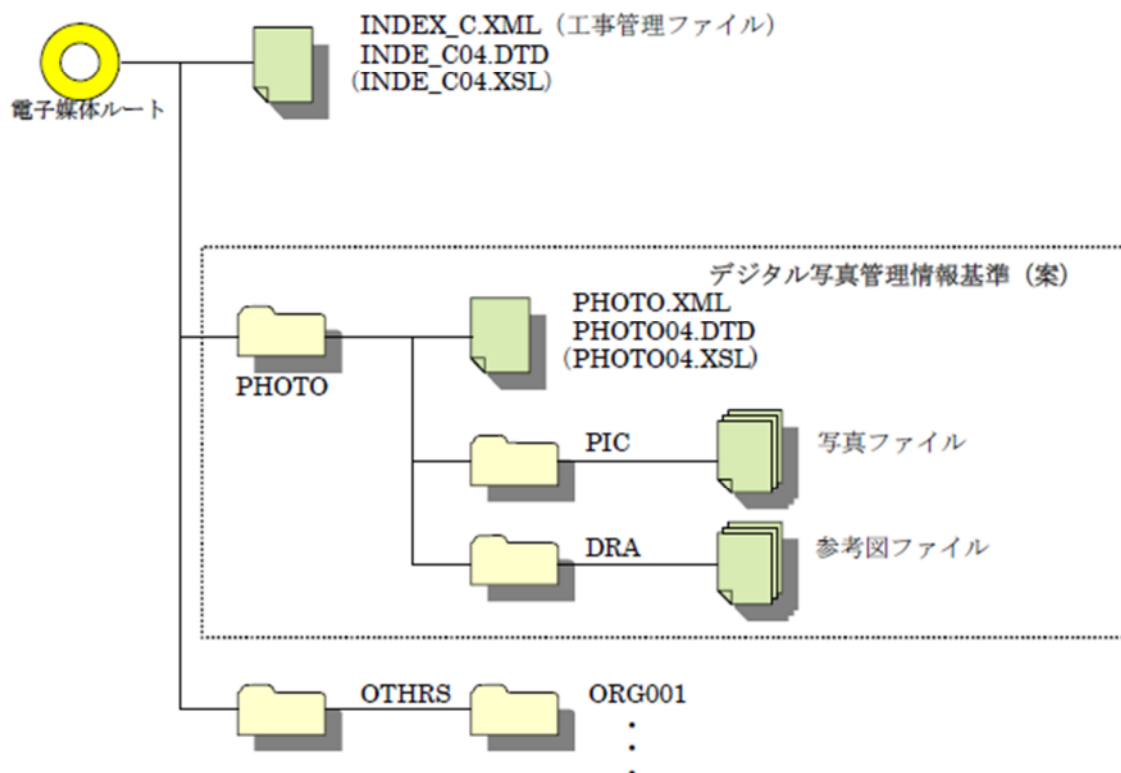 INDEX_C.XML（工事管理ファイル）
INDE_C04.DTD
（INDE_C04.XSL）
電子媒体ルート
デジタル写真管理情報基準（案）
PHOTO.XML
PHOTO04.DTD
（PHOTO04.XSL）
PHOTO
PIC
写真ファイル
DRA
参考図ファイル
OTHRS
ORG001